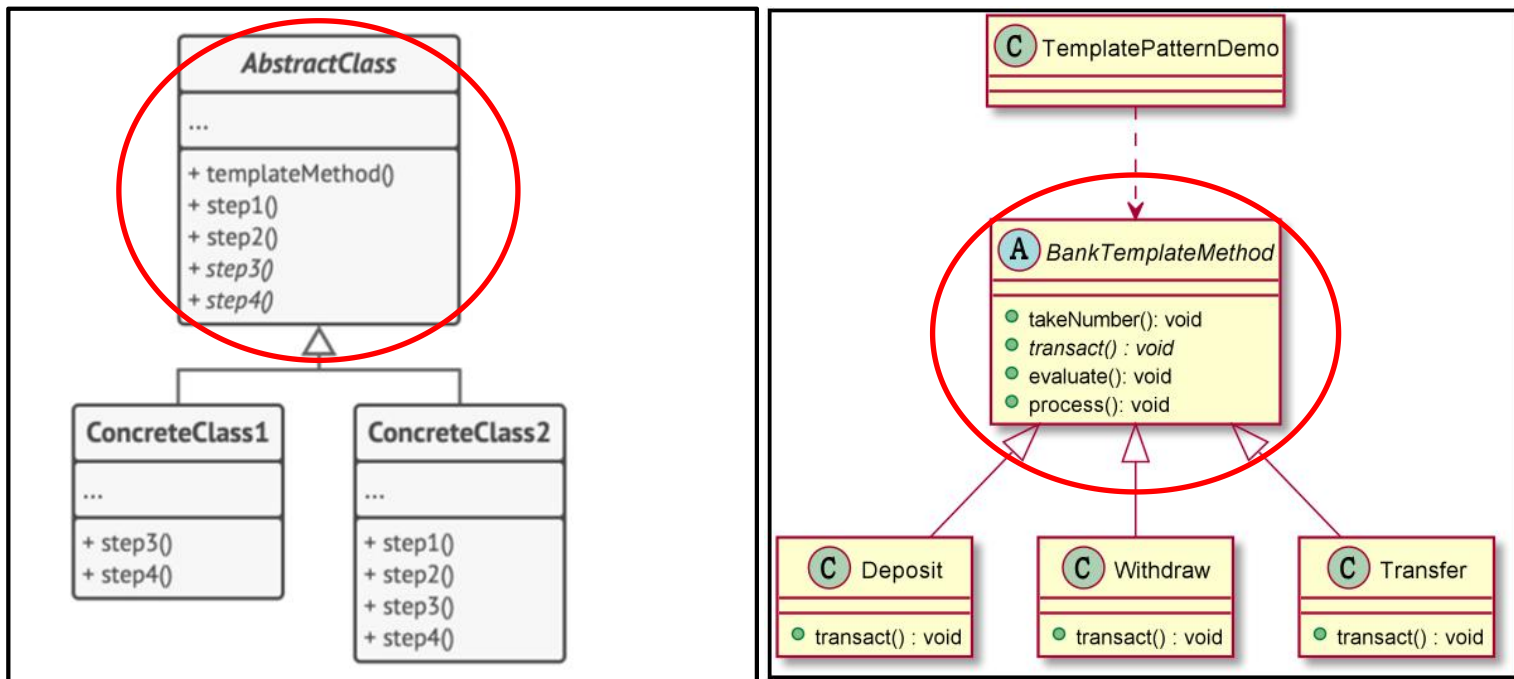 AbstractClass
...
+ templateMethod()
+ step1()
+ step2()
+ step3()
+ step4()
ConcreteClass1
...
+ step3()
+ step4()
ConcreteClass2
...
+ step1()
+ step2()
+ step3()
+ step4()
C TemplatePatternDemo
A BankTemplateMethod
takeNumber(): void
transact() : void
evaluate(): void
process(): void
C Deposit
transact() : void
C Withdraw
transact() : void
C Transfer
transact() : void